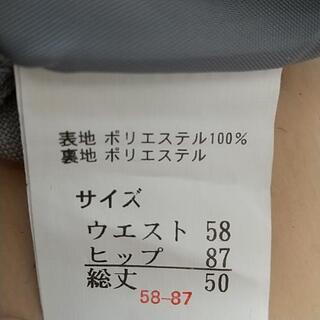 表地 ポリエステル100%
裏地 ポリエステル
サイズ
ウエスト 58
ヒップ 87
総丈 50
58-87